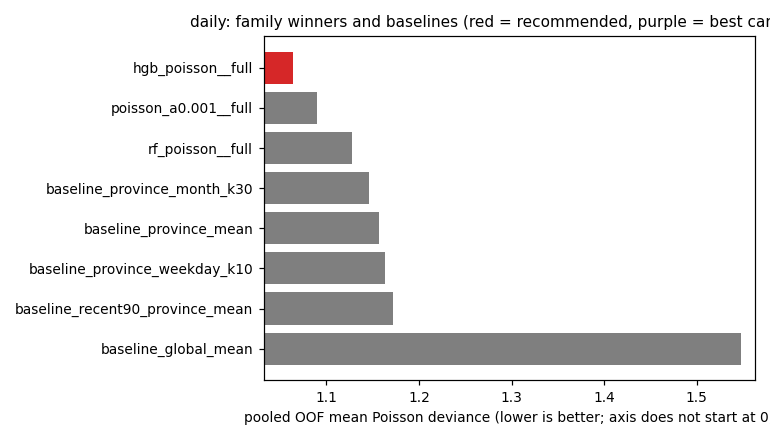 daily: family winners and baselines (red = recommended, purple = best car
hgb_poisson__full
poisson_a0.001__full
rf_poisson__full
baseline_province_month_k30
baseline_province_mean
baseline_province_weekday_k10
baseline_recent90_province_mean
baseline_global_mean
1.1 1.2 1.3 1.4 1.5
pooled OOF mean Poisson deviance (lower is better; axis does not start at 0